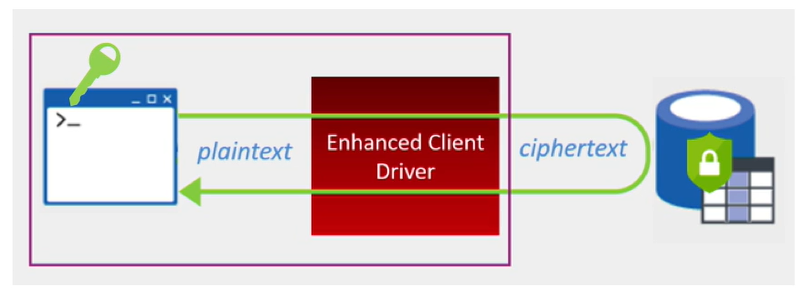 >_
plaintext
Enhanced Client
Driver
ciphertext